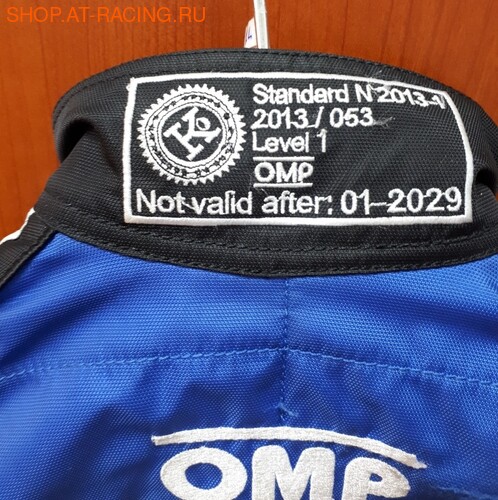 SHOP.AT-RACING.RU
Standard N 2013-1
2013 / 053
Level 1
OMP
Not valid after: 01-2029
OMP